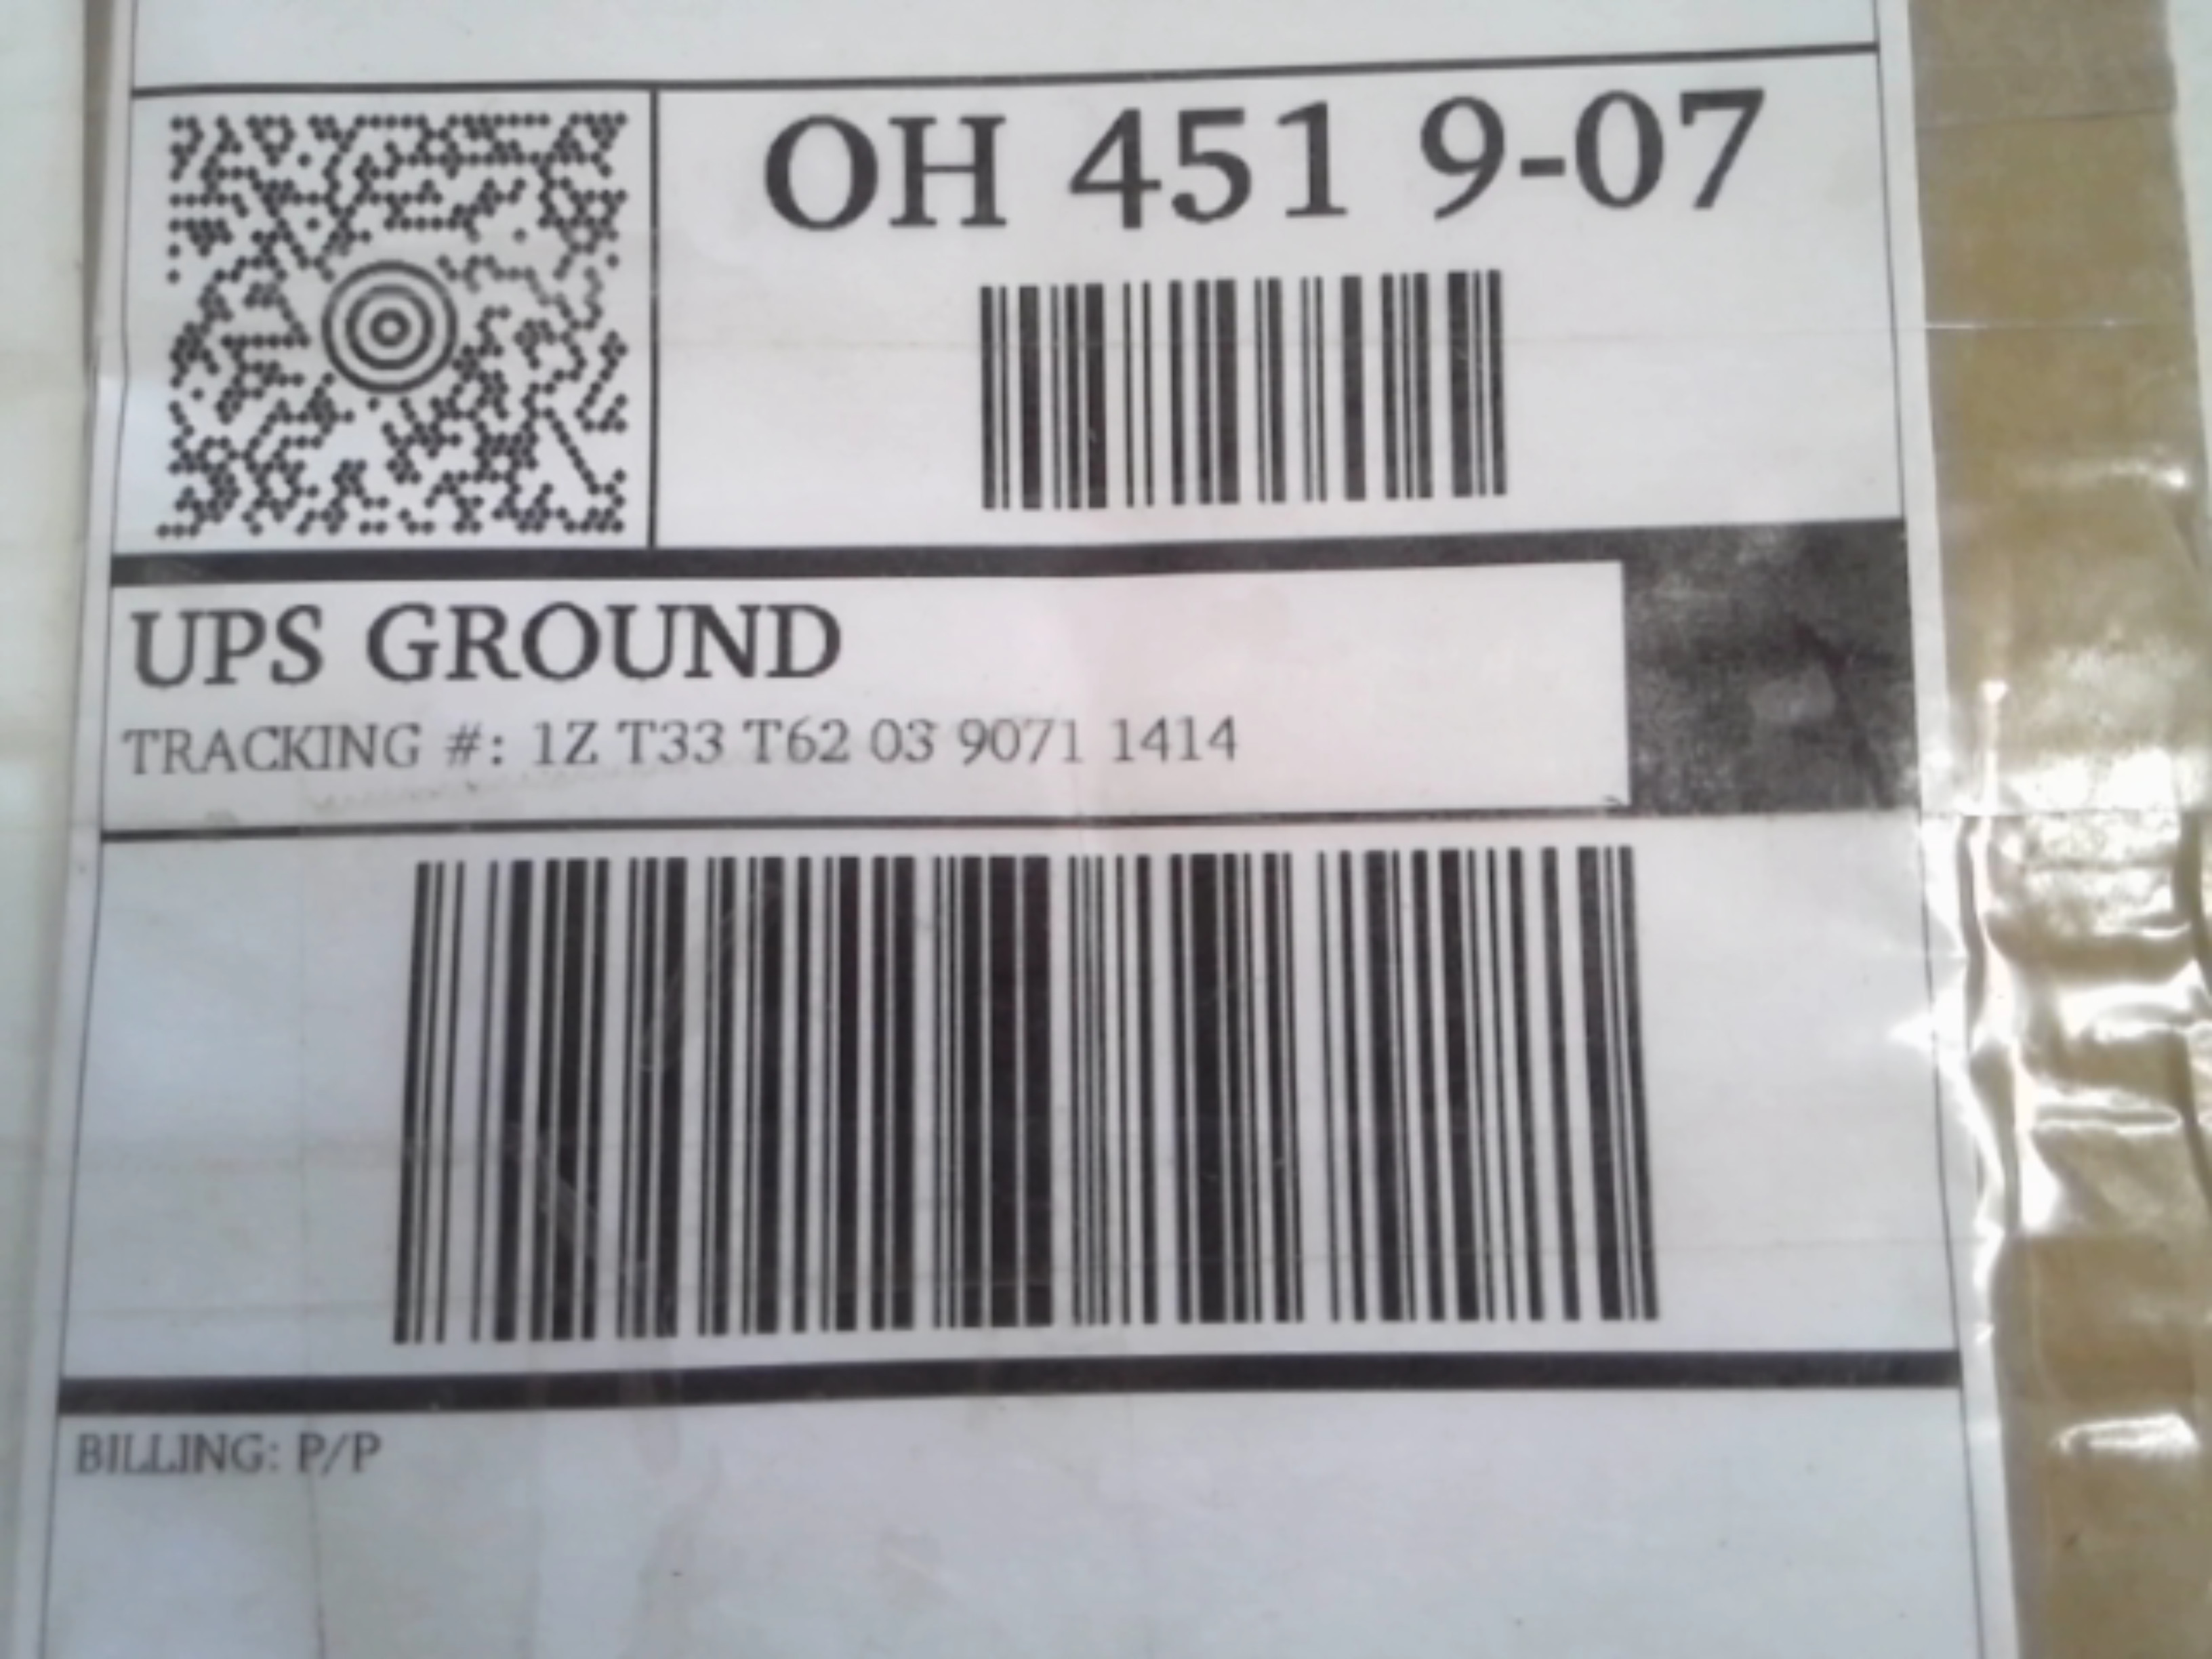 OH 451 9-07
UPS GROUND
TRACKING #: 1Z T33 T62 03 9071 1414
BILLING: P/P